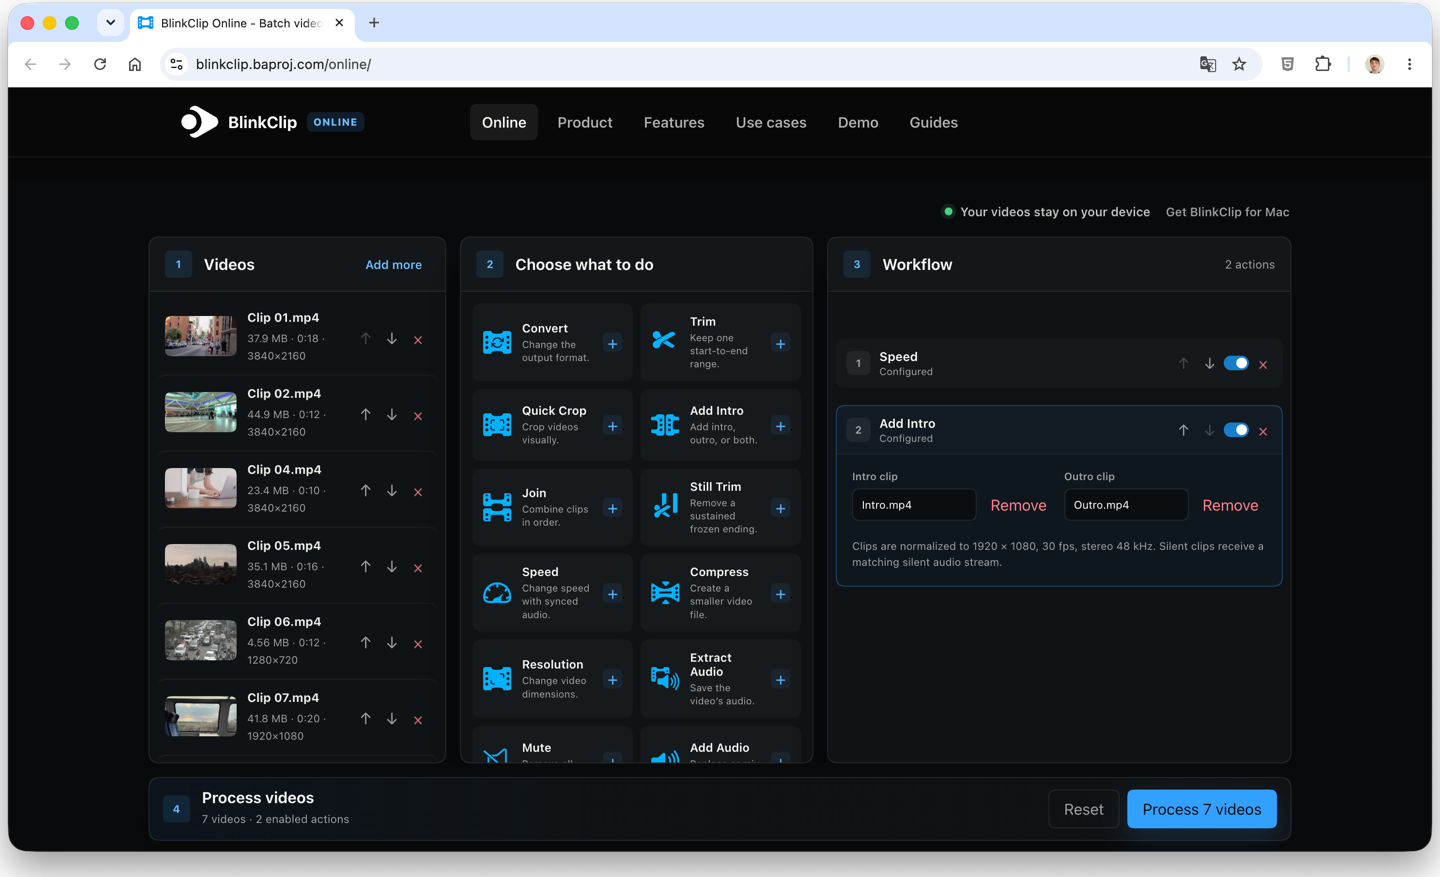 BlinkClip Online - Batch video
blinkclip.baproj.com/online/
BlinkClip ONLINE
Online Product Features Use cases Demo Guides
Your videos stay on your device Get BlinkClip for Mac
1 Videos Add more
Clip 01.mp4
37.9 MB · 0:18 ·
3840×2160
Clip 02.mp4
44.9 MB · 0:12 ·
3840×2160
Clip 04.mp4
23.4 MB · 0:10 ·
3840×2160
Clip 05.mp4
35.1 MB · 0:16 ·
3840×2160
Clip 06.mp4
4.56 MB · 0:12 ·
1280×720
Clip 07.mp4
41.8 MB · 0:20 ·
1920×1080
2 Choose what to do
Convert
Change the
output format.
Trim
Keep one
start-to-end
range.
Quick Crop
Crop videos
visually.
Add Intro
Add intro,
outro, or both.
Join
Combine clips
in order.
Still Trim
Remove a
sustained
frozen ending.
Speed
Change speed
with synced
audio.
Compress
Create a
smaller video
file.
Resolution
Change video
dimensions.
Extract
Audio
Save the
video's audio.
Mute
Add Audio
3 Workflow 2 actions
1 Speed
Configured
2 Add Intro
Configured
Intro clip Outro clip
Intro.mp4 Remove Outro.mp4 Remove
Clips are normalized to 1920 × 1080, 30 fps, stereo 48 kHz. Silent clips receive a
matching silent audio stream.
4 Process videos
7 videos · 2 enabled actions
Reset Process 7 videos